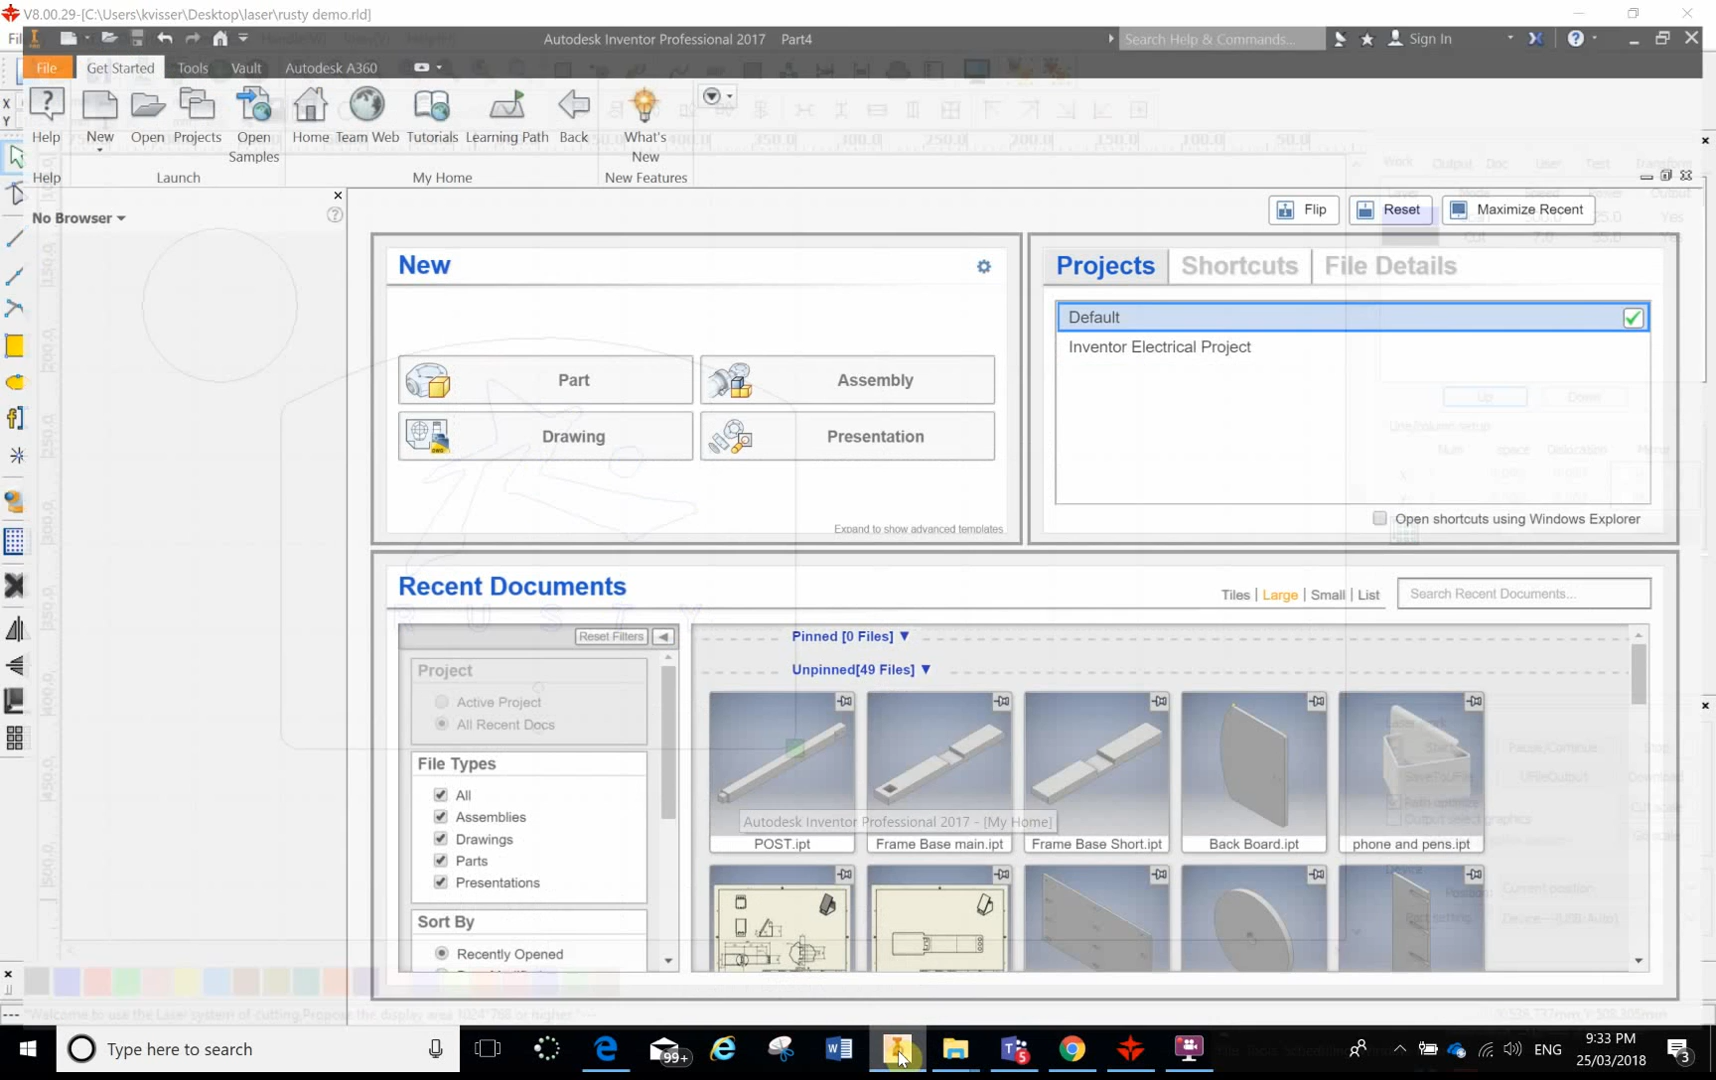 V8.00.29-[C:\Users\kvisser\Desktop\laser\rusty demo.rld]
Autodesk Inventor Professional 2017 Part4
Search Help & Commands...
Sign In
File Get Started Tools Vault Autodesk A360
Help New Open Projects Open Samples Home Team Web Tutorials Learning Path Back What's New
Help Launch My Home New Features
No Browser
Flip Reset Maximize Recent
New
Part Assembly
Drawing Presentation
Expand to show advanced templates
Projects Shortcuts File Details
Default
Inventor Electrical Project
Open shortcuts using Windows Explorer
Recent Documents
Tiles | Large | Small | List
Search Recent Documents...
R U S T Y
Reset Filters
Project
Active Project
All Recent Docs
File Types
All
Assemblies
Drawings
Parts
Presentations
Sort By
Recently Opened
Pinned [0 Files]
Unpinned[49 Files]
Autodesk Inventor Professional 2017 - [My Home]
POST.ipt Frame Base main.ipt Frame Base Short.ipt Back Board.ipt phone and pens.ipt
Type here to search
99+
5
ENG
9:33 PM
25/03/2018
3